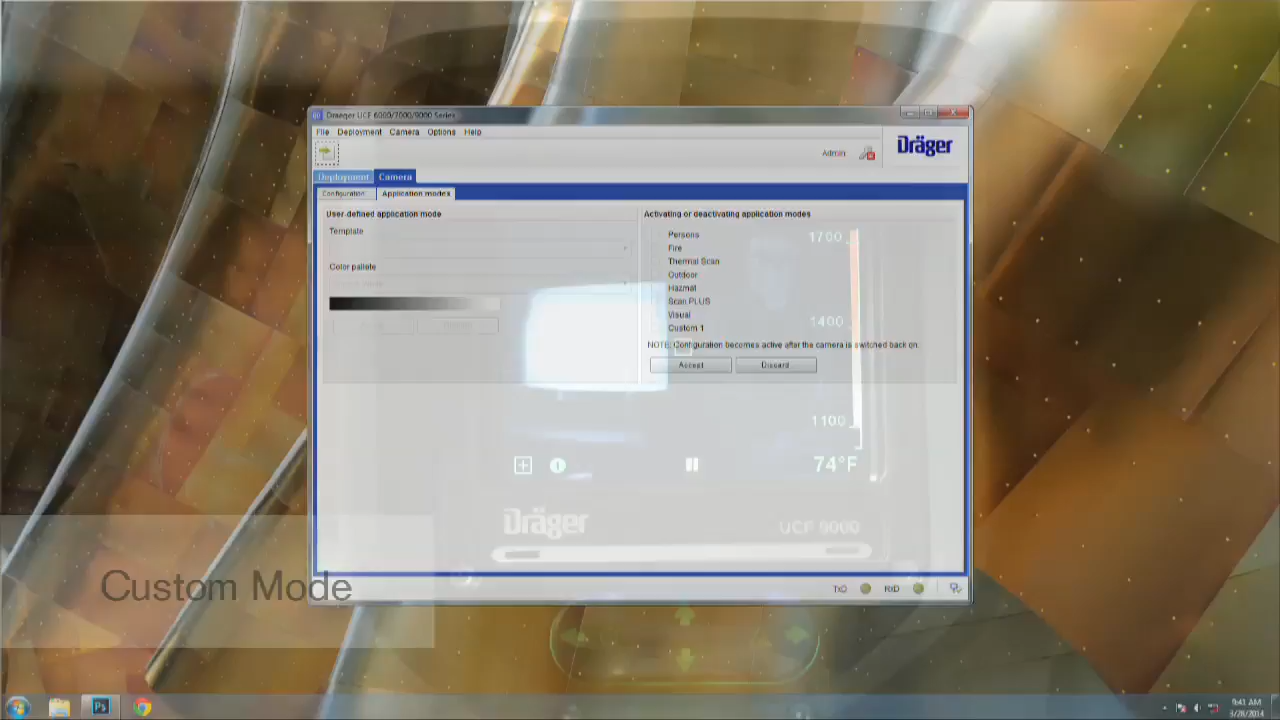 Draeger UCF 6000/7000/9000 Series
File Deployment Camera Options Help
Admin
Dräger
Deployment Camera
Configuration Application modes
User-defined application mode
Template
Color pallete
Activating or deactivating application modes
Persons
Fire
Thermal Scan
Outdoor
Hazmat
Scan PLUS
Visual
Custom 1
NOTE: Configuration becomes active after the camera is switched back on.
Accept Discard
1700
1400
1100
74°F
Dräger
UCF 9000
Custom Mode
TxD RxD
Ps
9:41 AM
3/28/2014